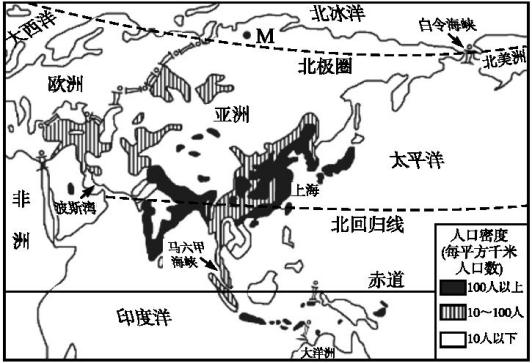 北冰洋
大西洋
M
白令海峡
北美洲
北极圈
欧洲
亚洲
太平洋
上海
波斯湾
非洲
北回归线
马六甲
海峡
赤道
印度洋
大洋洲
人口密度
(每平方千米
人口数)
100人以上
10～100人
10人以下